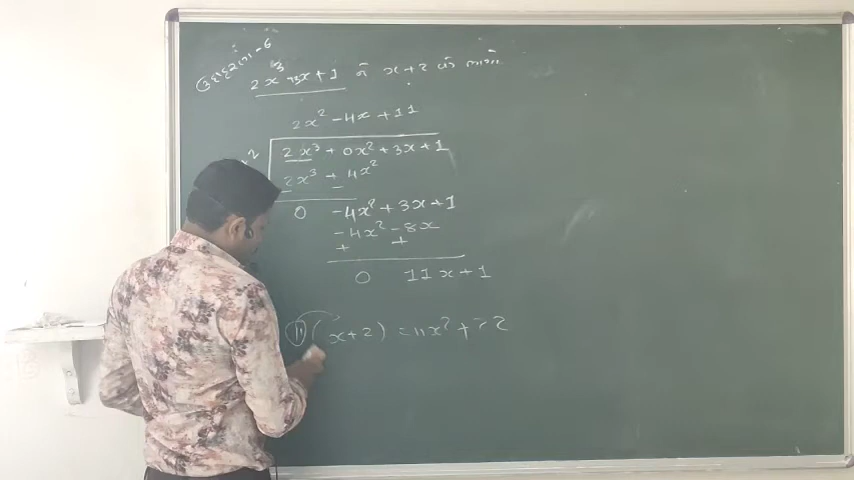 ઉદાહરણ-6
2x³+3x+1 ને x+2 વડે ભાગો
2x²-4x+11
2x³+0x²+3x+1
2x³+4x²
0 -4x²+3x+1
-4x²-8x
+ +
0 11x+1
11(x+2)=11x²+22